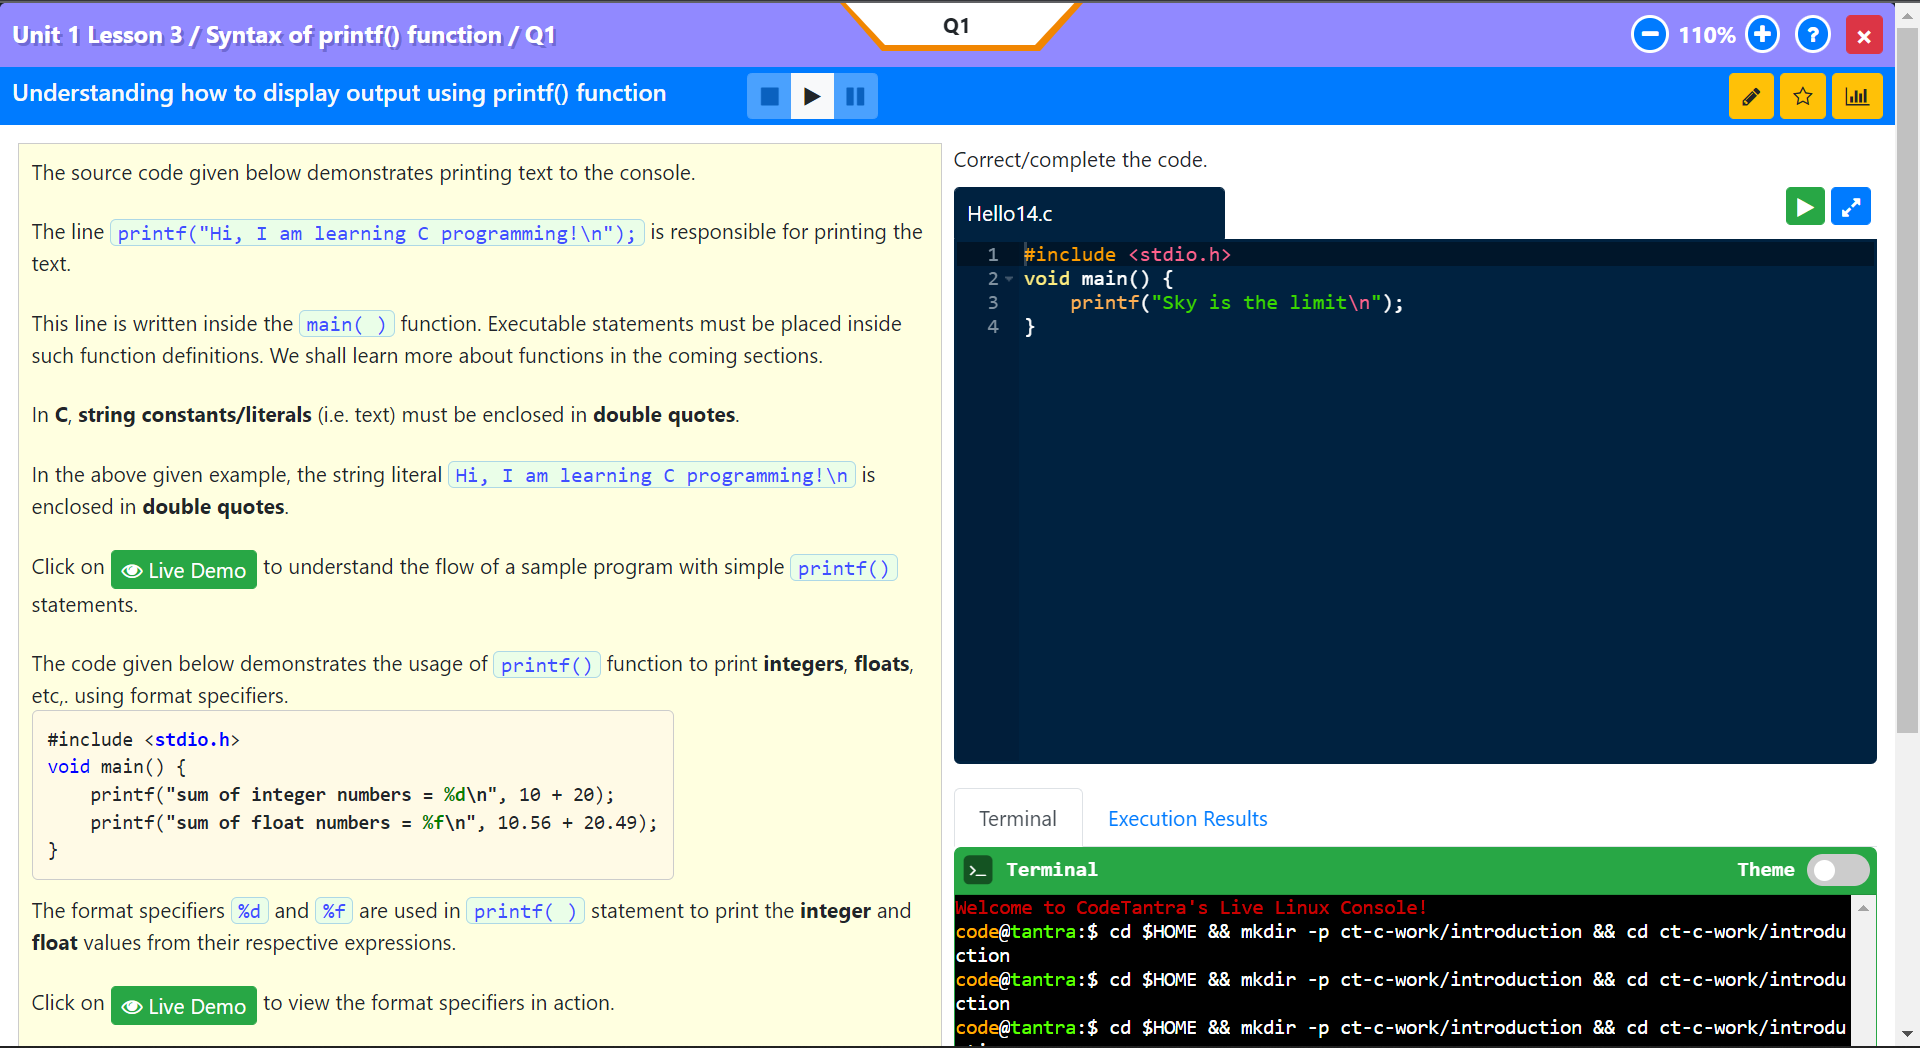 Unit 1 Lesson 3 / Syntax of printf() function / Q1
Q1
110%
?
Understanding how to display output using printf() function
The source code given below demonstrates printing text to the console.
The line printf("Hi, I am learning C programming!\n"); is responsible for printing the
text.
This line is written inside the main( ) function. Executable statements must be placed inside
such function definitions. We shall learn more about functions in the coming sections.
In C, string constants/literals (i.e. text) must be enclosed in double quotes.
In the above given example, the string literal Hi, I am learning C programming!\n is
enclosed in double quotes.
Click on Live Demo to understand the flow of a sample program with simple printf()
statements.
The code given below demonstrates the usage of printf() function to print integers, floats,
etc,. using format specifiers.
#include <stdio.h>
void main() {
    printf("sum of integer numbers = %d\n", 10 + 20);
    printf("sum of float numbers = %f\n", 10.56 + 20.49);
}
The format specifiers %d and %f are used in printf( ) statement to print the integer and
float values from their respective expressions.
Click on Live Demo to view the format specifiers in action.
Correct/complete the code.
Hello14.c
1 #include <stdio.h>
2 void main() {
3     printf("Sky is the limit\n");
4 }
Terminal
Execution Results
Terminal
Theme
Welcome to CodeTantra's Live Linux Console!
code@tantra:$ cd $HOME && mkdir -p ct-c-work/introduction && cd ct-c-work/introdu
ction
code@tantra:$ cd $HOME && mkdir -p ct-c-work/introduction && cd ct-c-work/introdu
ction
code@tantra:$ cd $HOME && mkdir -p ct-c-work/introduction && cd ct-c-work/introdu